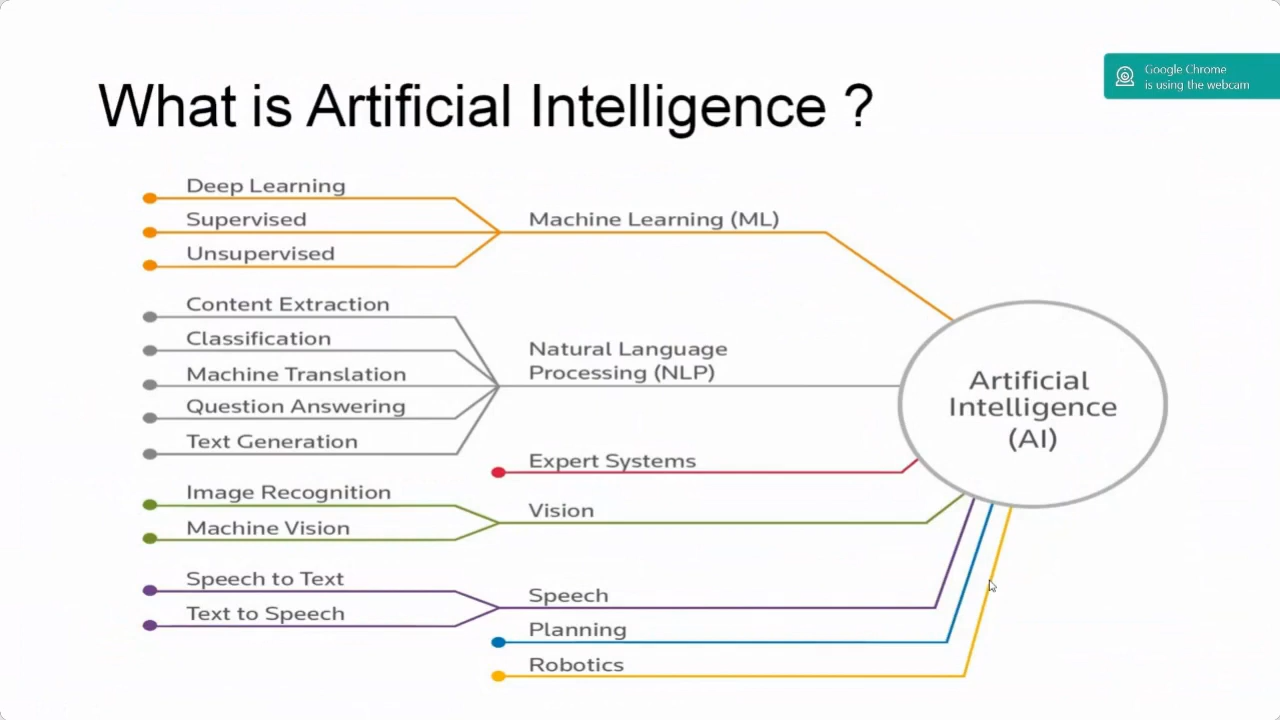 What is Artificial Intelligence ?
Google Chrome
is using the webcam
Deep Learning
Supervised
Unsupervised
Machine Learning (ML)
Content Extraction
Classification
Machine Translation
Question Answering
Text Generation
Natural Language
Processing (NLP)
Expert Systems
Image Recognition
Machine Vision
Vision
Speech to Text
Text to Speech
Speech
Planning
Robotics
Artificial
Intelligence
(AI)